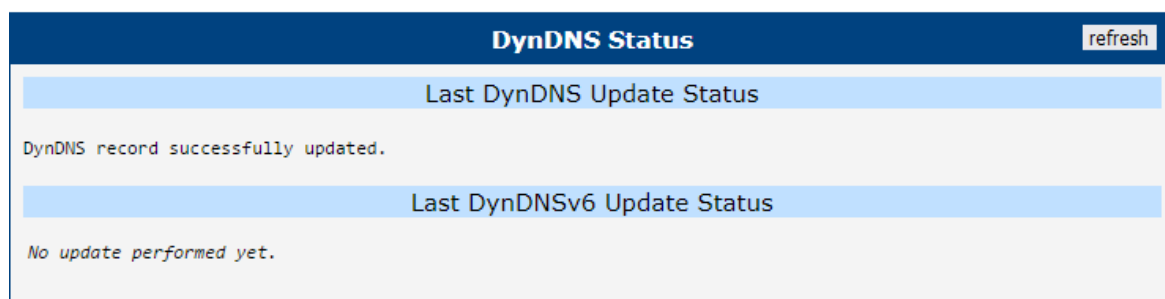 DynDNS Status
refresh
Last DynDNS Update Status
DynDNS record successfully updated.
Last DynDNSv6 Update Status
No update performed yet.